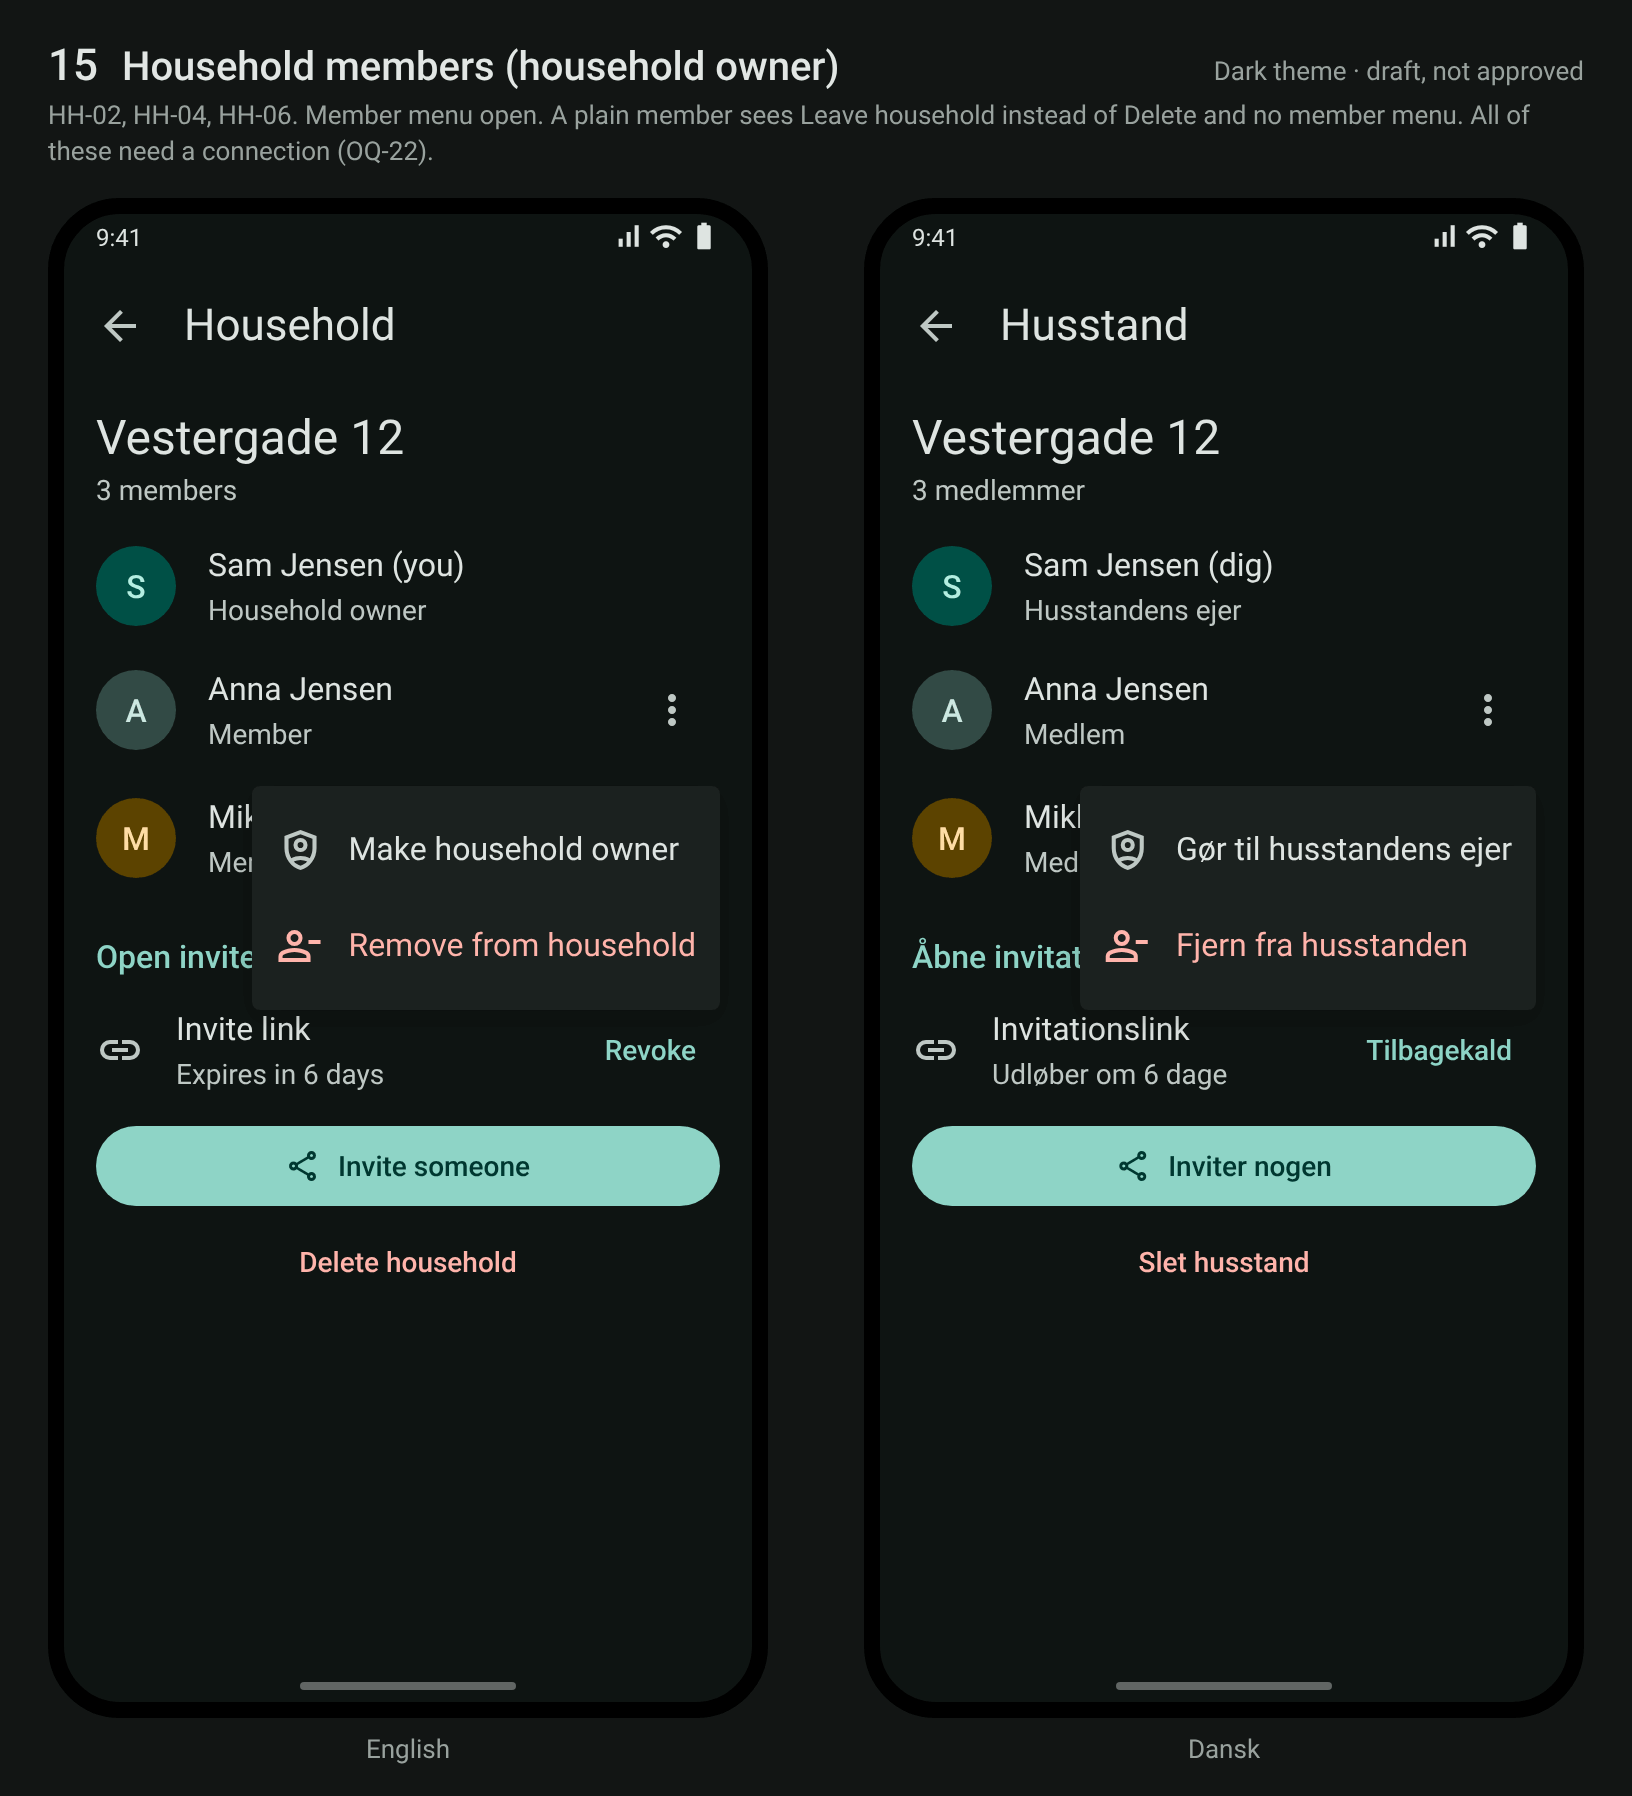 15 Household members (household owner)
Dark theme · draft, not approved
HH-02, HH-04, HH-06. Member menu open. A plain member sees Leave household instead of Delete and no member menu. All of
these need a connection (OQ-22).
9:41
Household
Vestergade 12
3 members
S
Sam Jensen (you)
Household owner
A
Anna Jensen
Member
M
Make household owner
Remove from household
Open invite
Invite link
Expires in 6 days
Revoke
Invite someone
Delete household
English
9:41
Husstand
Vestergade 12
3 medlemmer
S
Sam Jensen (dig)
Husstandens ejer
A
Anna Jensen
Medlem
M
Gør til husstandens ejer
Fjern fra husstanden
Åbne
Invitationslink
Udløber om 6 dage
Tilbagekald
Inviter nogen
Slet husstand
Dansk